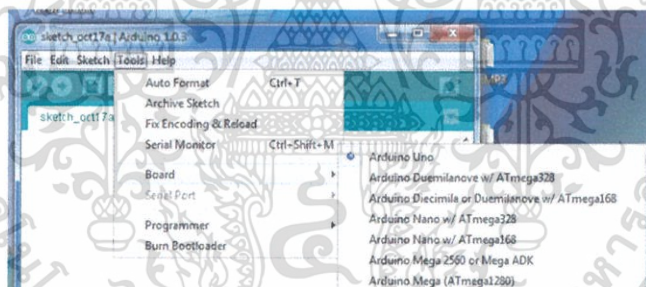 sketch_oct17a | Arduino 1.0.3
File Edit Sketch Tools Help
Auto Format Ctrl+T
Archive Sketch
sketch_oct17a
Fix Encoding & Reload
Serial Monitor Ctrl+Shift+M
Board
Serial Port
Programmer
Burn Bootloader
Arduino Uno
Arduino Duemilanove w/ ATmega328
Arduino Diecimila or Duemilanove w/ ATmega168
Arduino Nano w/ ATmega328
Arduino Nano w/ ATmega168
Arduino Mega 2560 or Mega ADK
Arduino Mega (ATmega1280)